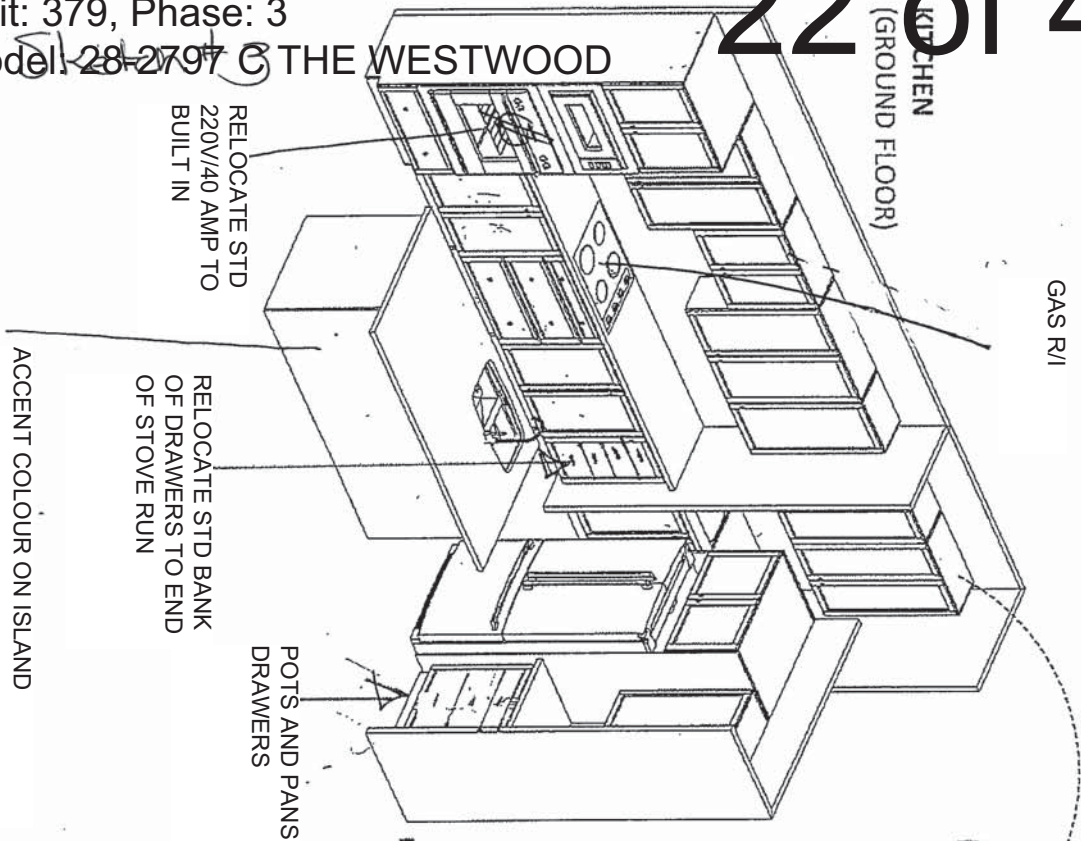 it: 379, Phase: 3
odel: 28-2797 C THE WESTWOOD
22 of 4
KITCHEN
(GROUND FLOOR)
GAS R/I
RELOCATE STD
220V/40 AMP TO
BUILT IN
RELOCATE STD BANK
OF DRAWERS TO END
OF STOVE RUN
ACCENT COLOUR ON ISLAND
POTS AND PANS
DRAWERS